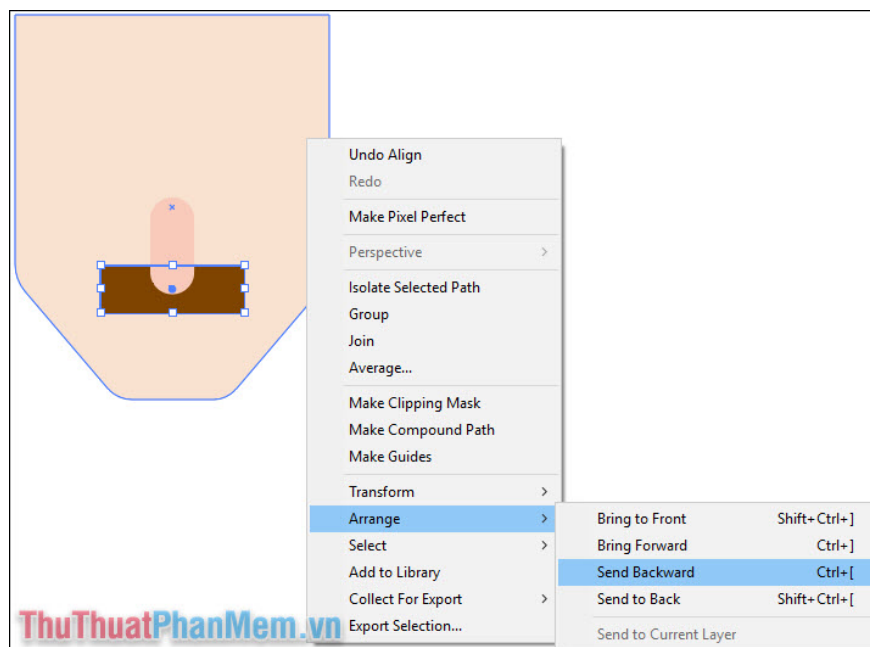 Undo Align
Redo
Make Pixel Perfect
Perspective
Isolate Selected Path
Group
Join
Average...
Make Clipping Mask
Make Compound Path
Make Guides
Transform
Arrange
Select
Add to Library
Collect For Export
Export Selection...
Bring to Front Shift+Ctrl+]
Bring Forward Ctrl+]
Send Backward Ctrl+[
Send to Back Shift+Ctrl+[
Send to Current Layer
ThuThuatPhanMem.vn